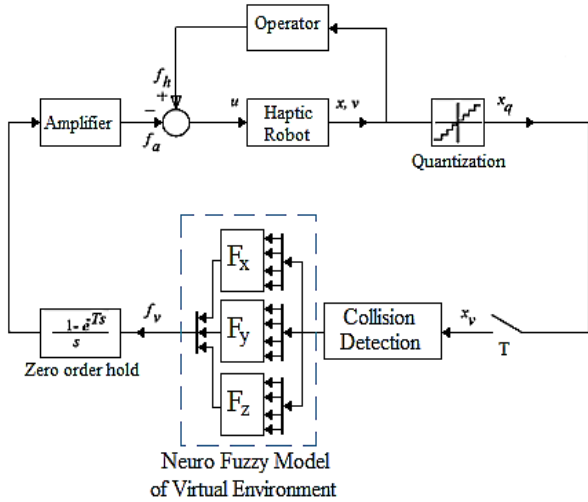 Operator
f_h
+
−
u
x, v
x_q
Amplifier
f_a
Haptic
Robot
Quantization
F_x
F_y
F_z
f_v
1- e^-Ts
s
Zero order hold
Collision
Detection
x_v
T
Neuro Fuzzy Model
of Virtual Environment